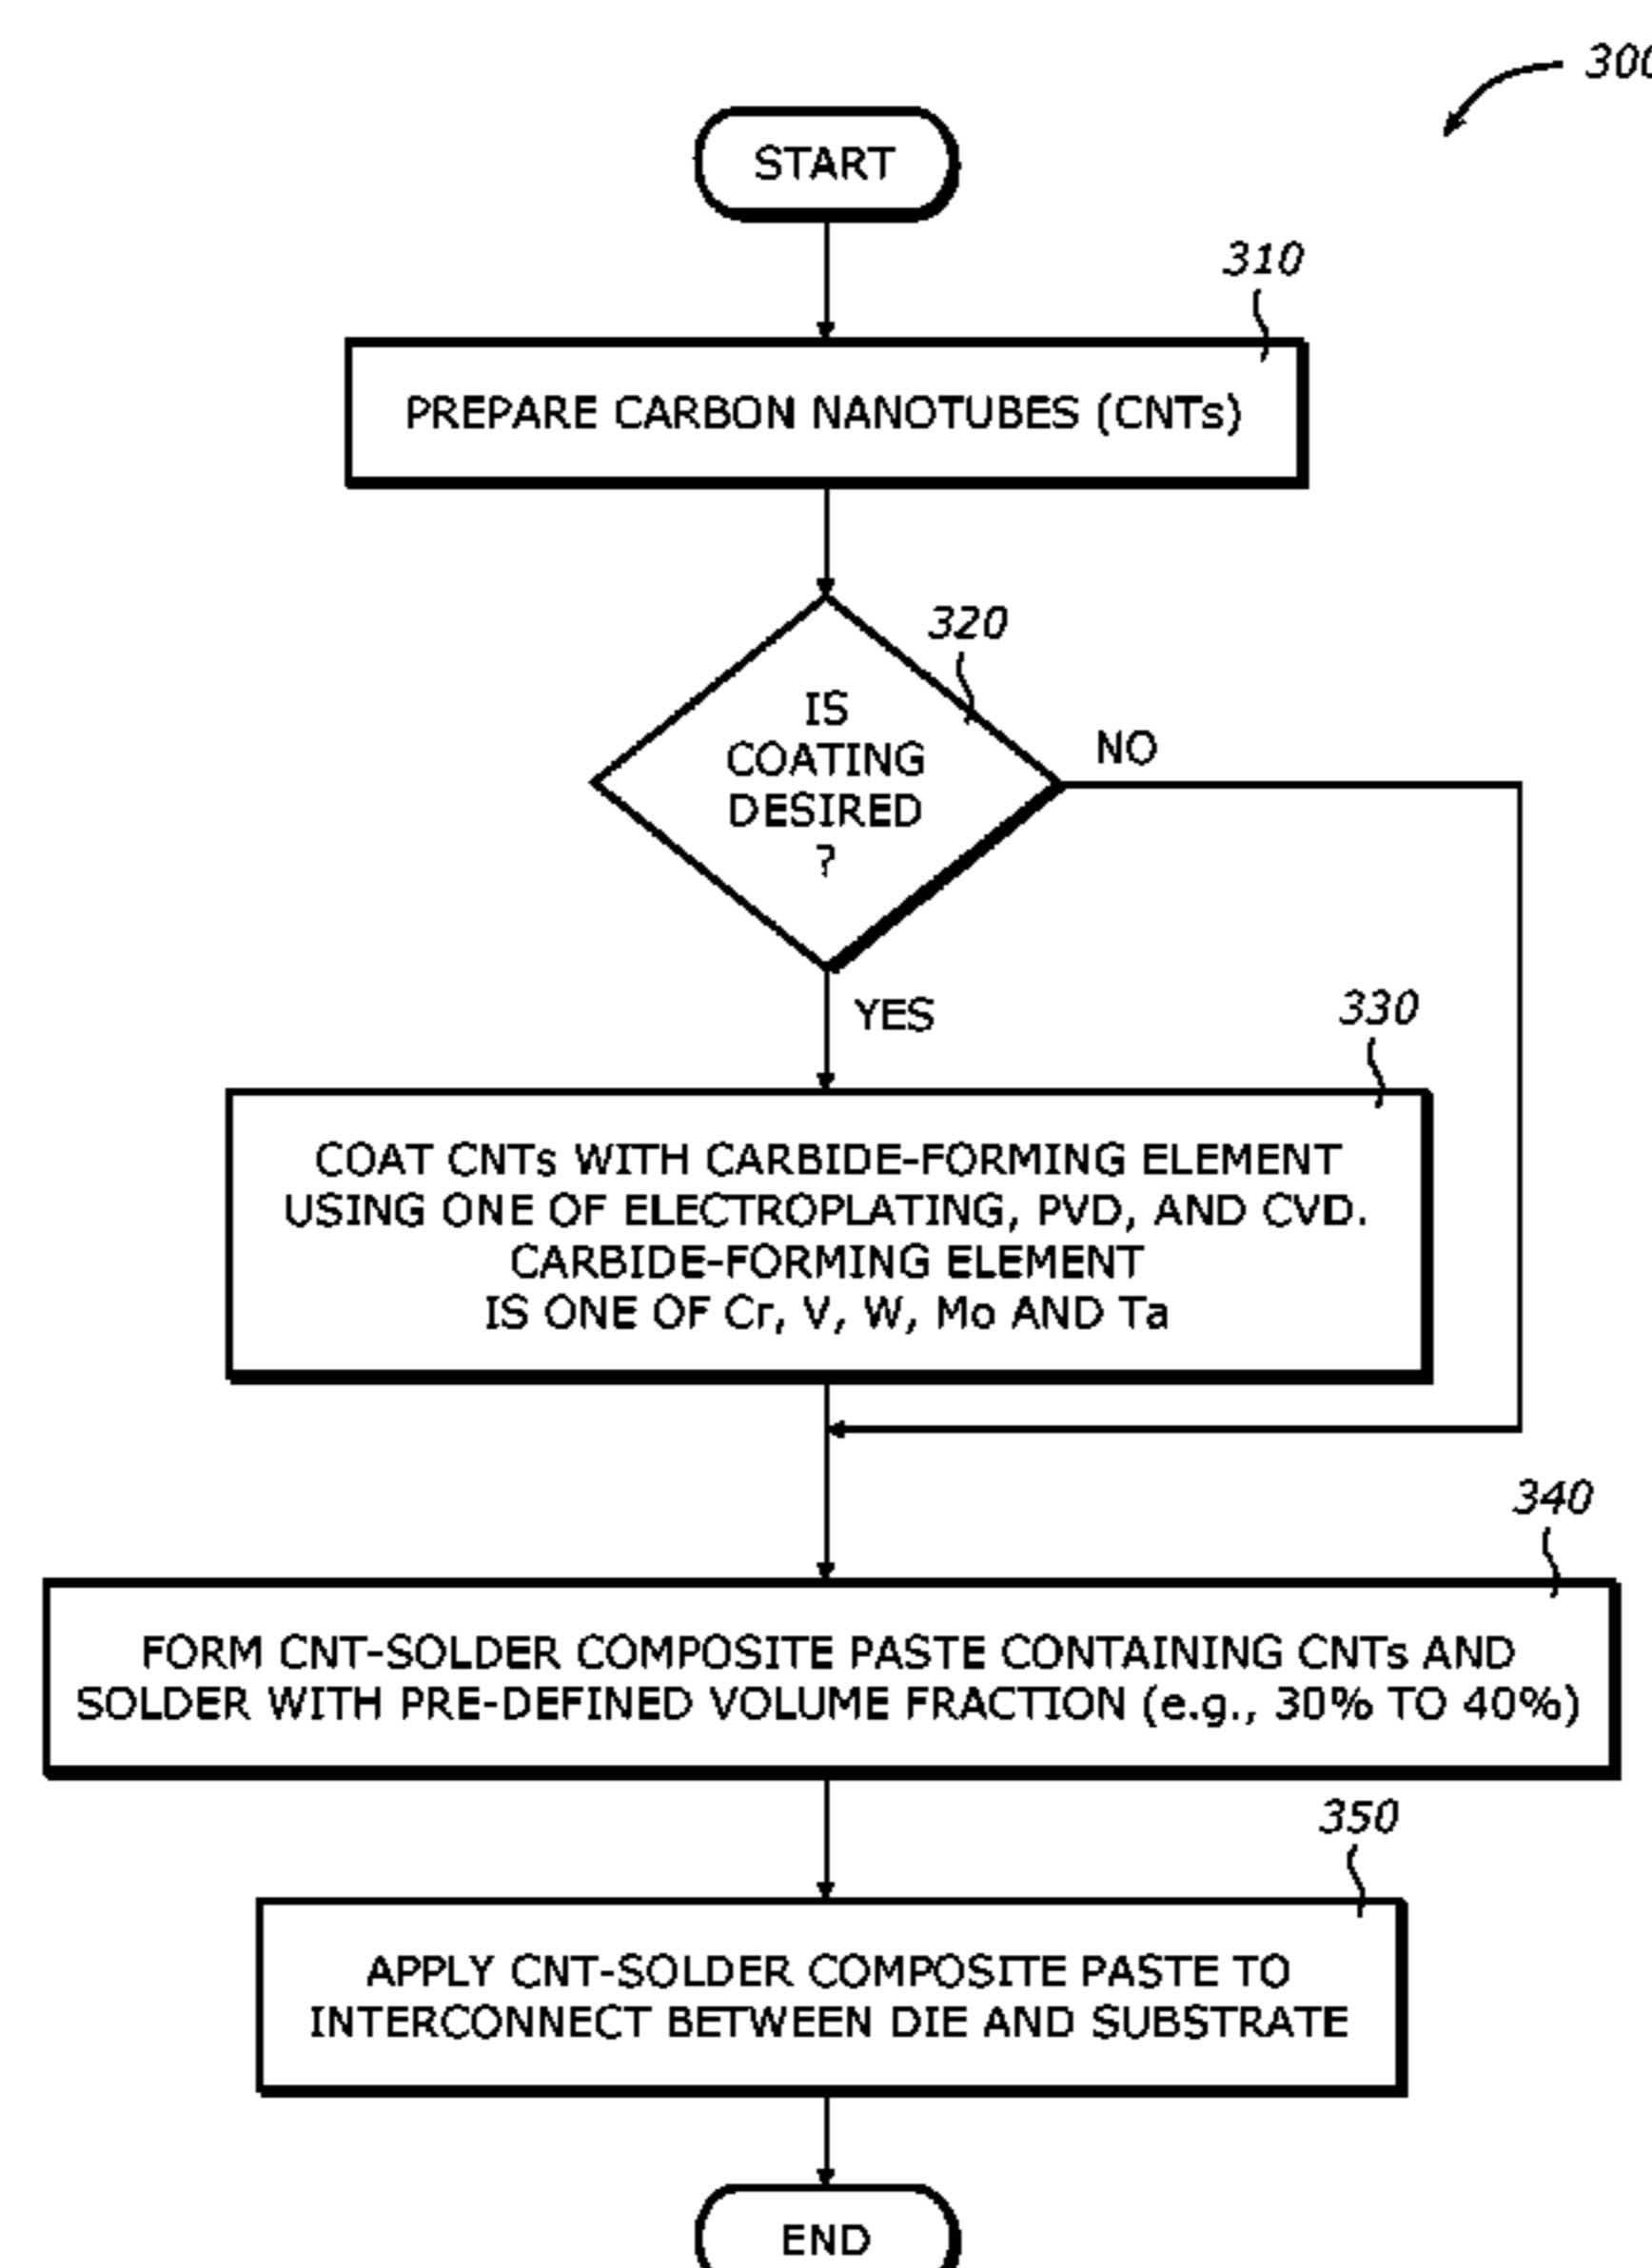 300
START
310
PREPARE CARBON NANOTUBES (CNTs)
320
IS
COATING
DESIRED
?
NO
YES
330
COAT CNTs WITH CARBIDE-FORMING ELEMENT
USING ONE OF ELECTROPLATING, PVD, AND CVD.
CARBIDE-FORMING ELEMENT
IS ONE OF Cr, V, W, Mo AND Ta
340
FORM CNT-SOLDER COMPOSITE PASTE CONTAINING CNTs AND
SOLDER WITH PRE-DEFINED VOLUME FRACTION (e.g., 30% TO 40%)
350
APPLY CNT-SOLDER COMPOSITE PASTE TO
INTERCONNECT BETWEEN DIE AND SUBSTRATE
END